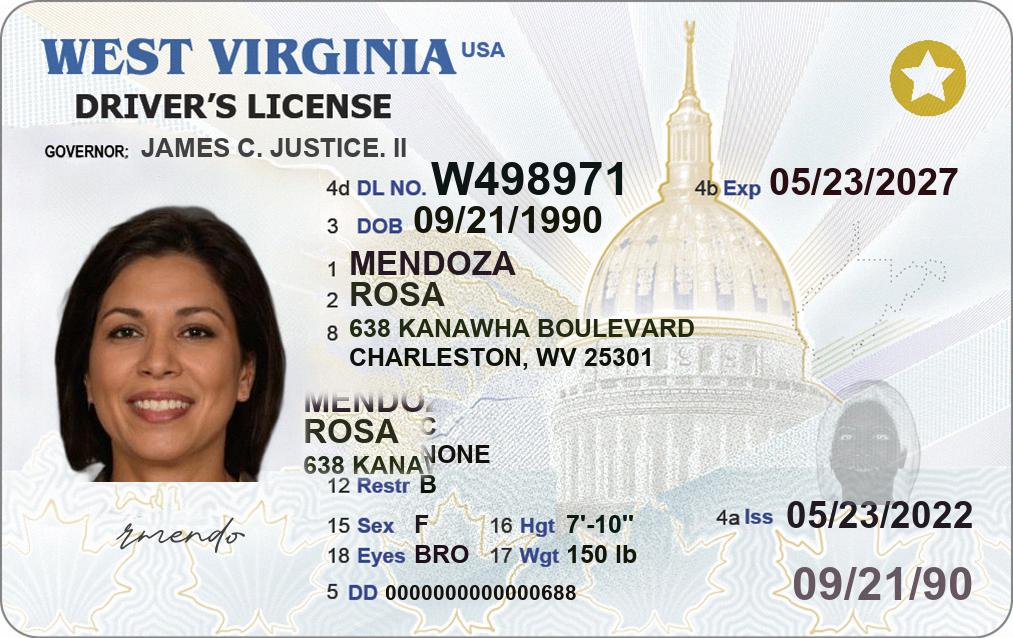 WEST VIRGINIA USA
DRIVER'S LICENSE
GOVERNOR: JAMES C. JUSTICE. II
4d DL NO. W498971 4b Exp 05/23/2027
3 DOB 09/21/1990
1 MENDOZA
2 ROSA
8 638 KANAWHA BOULEVARD
CHARLESTON, WV 25301
MENDOZ
ROSA C
638 KANAW NONE
12 Restr B
15 Sex F 16 Hgt 7'-10" 4a Iss 05/23/2022
rmendo
18 Eyes BRO 17 Wgt 150 lb
5 DD 0000000000000688 09/21/90